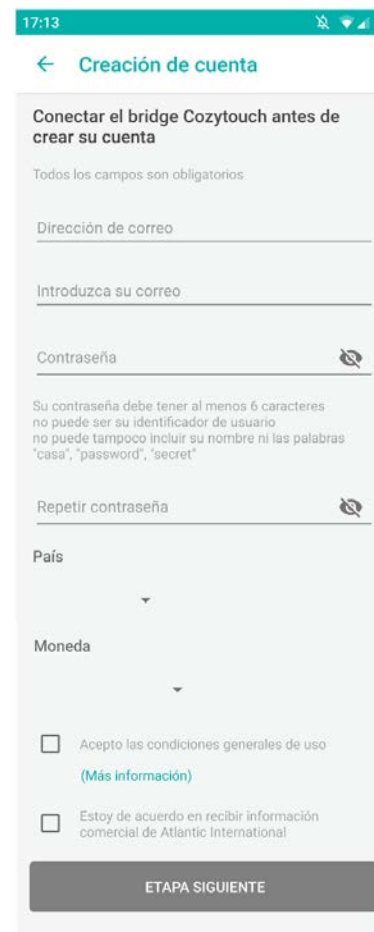 17:13
Creación de cuenta
Conectar el bridge Cozytouch antes de
crear su cuenta
Todos los campos son obligatorios
Dirección de correo
Introduzca su correo
Contraseña
Su contraseña debe tener al menos 6 caracteres
no puede ser su identificador de usuario
no puede tampoco incluir su nombre ni las palabras
"casa", "password", "secret"
Repetir contraseña
País
Moneda
Acepto las condiciones generales de uso
(Más información)
Estoy de acuerdo en recibir información
comercial de Atlantic International
ETAPA SIGUIENTE